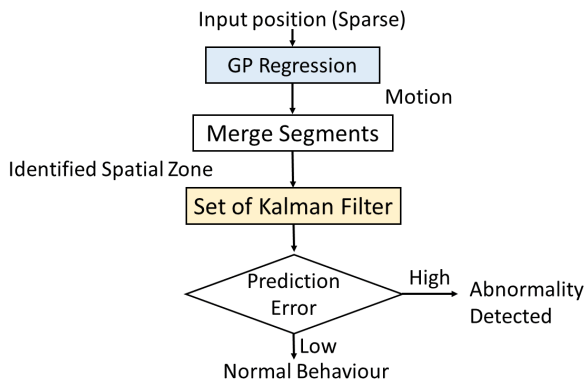 Input position (Sparse)
GP Regression
Motion
Merge Segments
Identified Spatial Zone
Set of Kalman Filter
Prediction
Error
High
Abnormality
Detected
Low
Normal Behaviour